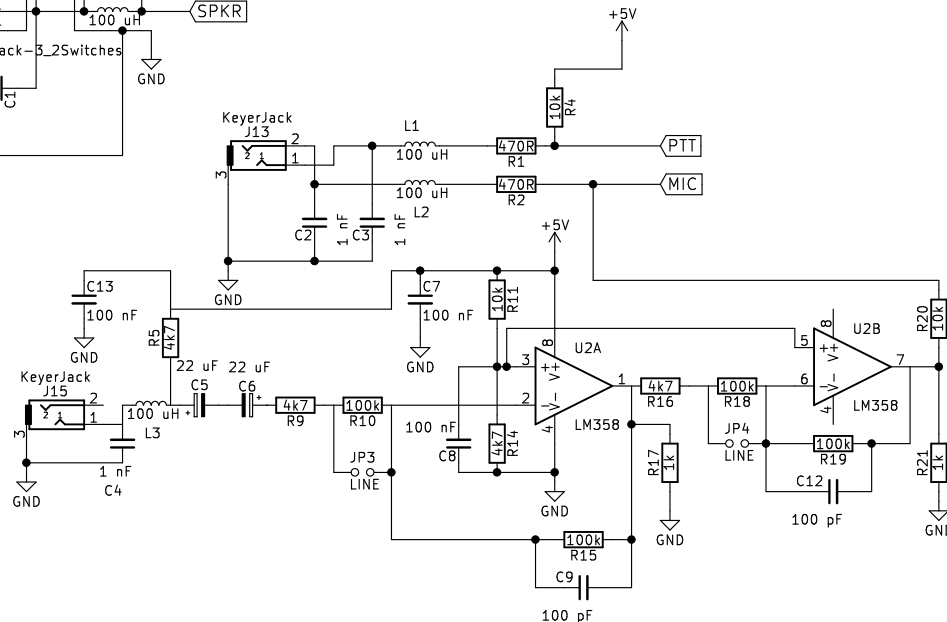 SPKR
100 uH
ack-3_2Switches
GND
C1
+5V
10k
R4
KeyerJack
J13
2
1
2
1
3
L1
100 uH
470R
R1
PTT
100 uH
L2
470R
R2
MIC
C2
1 nF
C3
1 nF
GND
+5V
C13
100 nF
GND
R5
4k7
C7
100 nF
GND
10k
R11
22 uF
C5
+
22 uF
C6
+
KeyerJack
J15
2
1
2
1
3
GND
100 uH
L3
1 nF
C4
4k7
R9
100k
R10
JP3
LINE
100 nF
C8
4k7
R14
8
3
+
V+
U2A
1
2
-
V-
4
LM358
GND
4k7
R16
100k
R18
R17
1k
GND
JP4
LINE
100k
R15
C9
100 pF
8
5
+
V+
U2B
7
6
-
V-
4
LM358
100k
R19
C12
100 pF
R20
10k
R21
1k